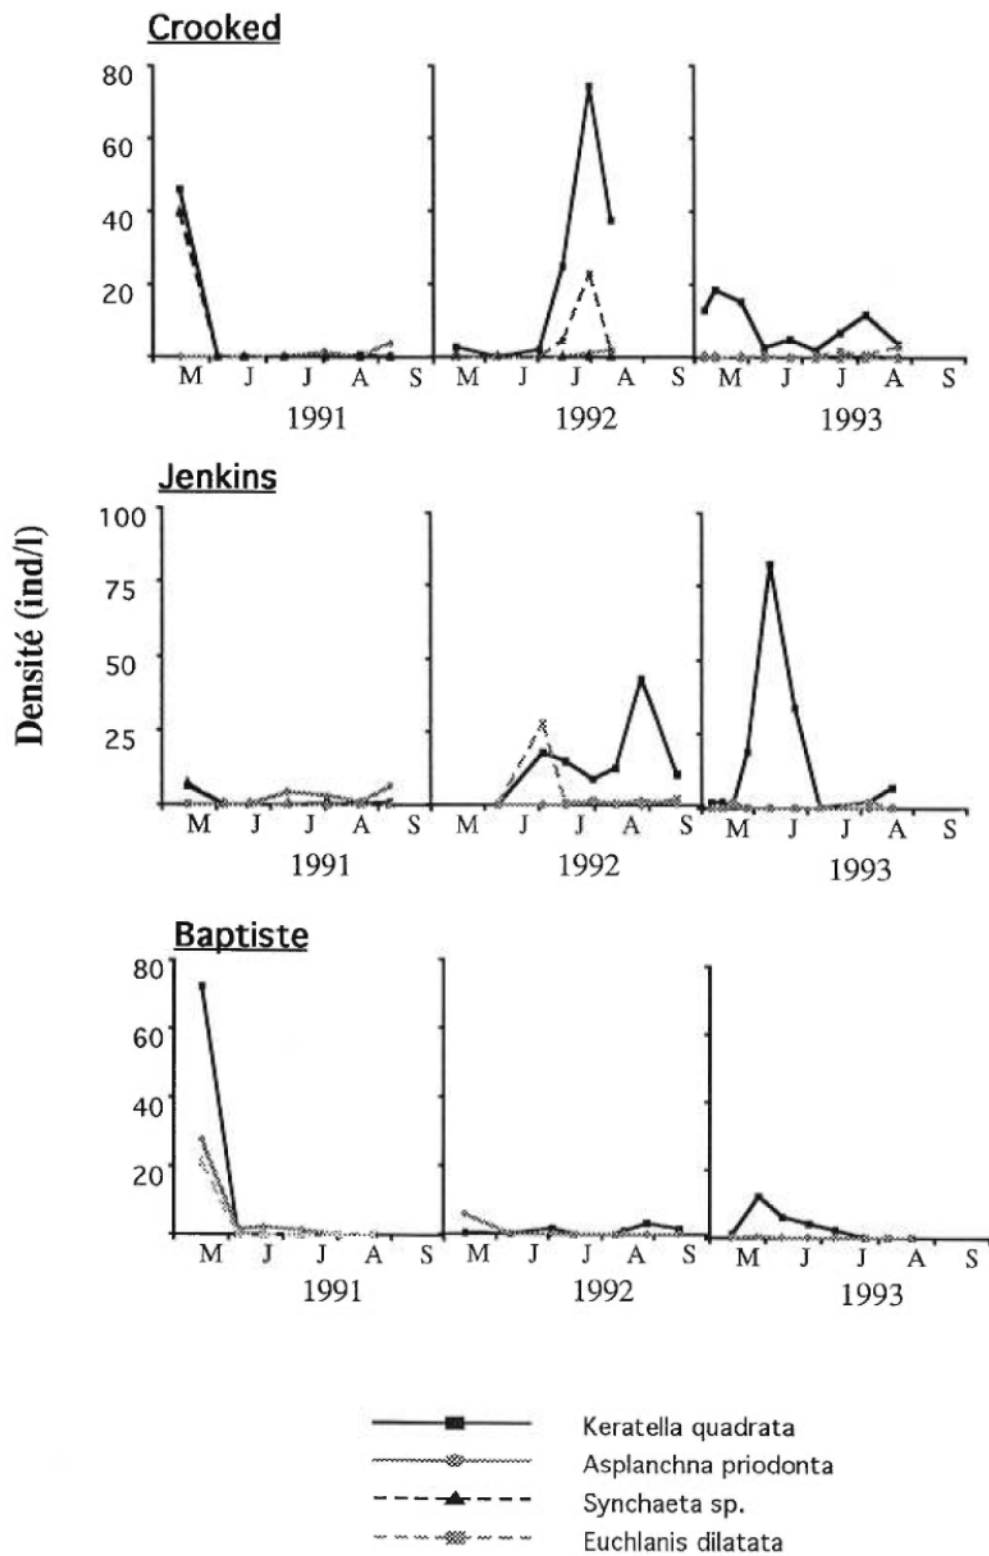 Crooked
80
60
40
20
M J J A S M J J A S M J J A S
1991 1992 1993
Jenkins
Densité (ind/l)
100
75
50
25
M J J A S M J J A S M J J A S
1991 1992 1993
Baptiste
80
60
40
20
M J J A S M J J A S M J J A S
1991 1992 1993
Keratella quadrata
Asplanchna priodonta
Synchaeta sp.
Euchlanis dilatata